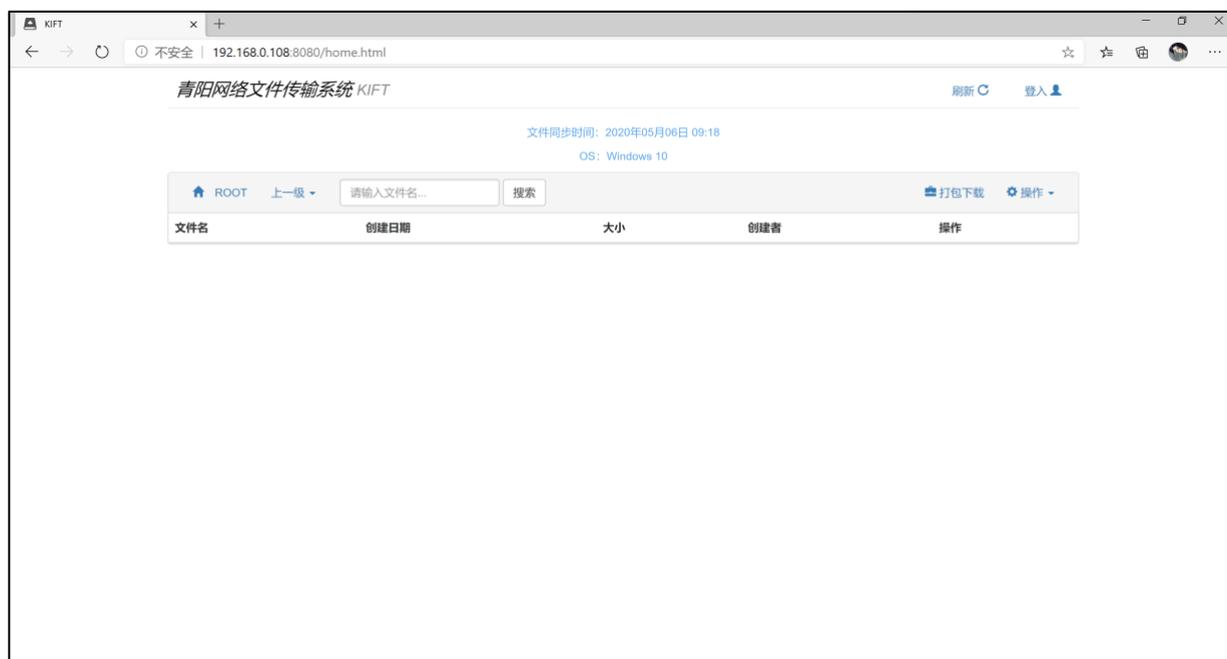 KIFT
不安全 | 192.168.0.108:8080/home.html
青阳网络文件传输系统 KIFT
刷新 登入
文件同步时间：2020年05月06日 09:18
OS：Windows 10
ROOT 上一级 请输入文件名... 搜索 打包下载 操作
文件名 创建日期 大小 创建者 操作